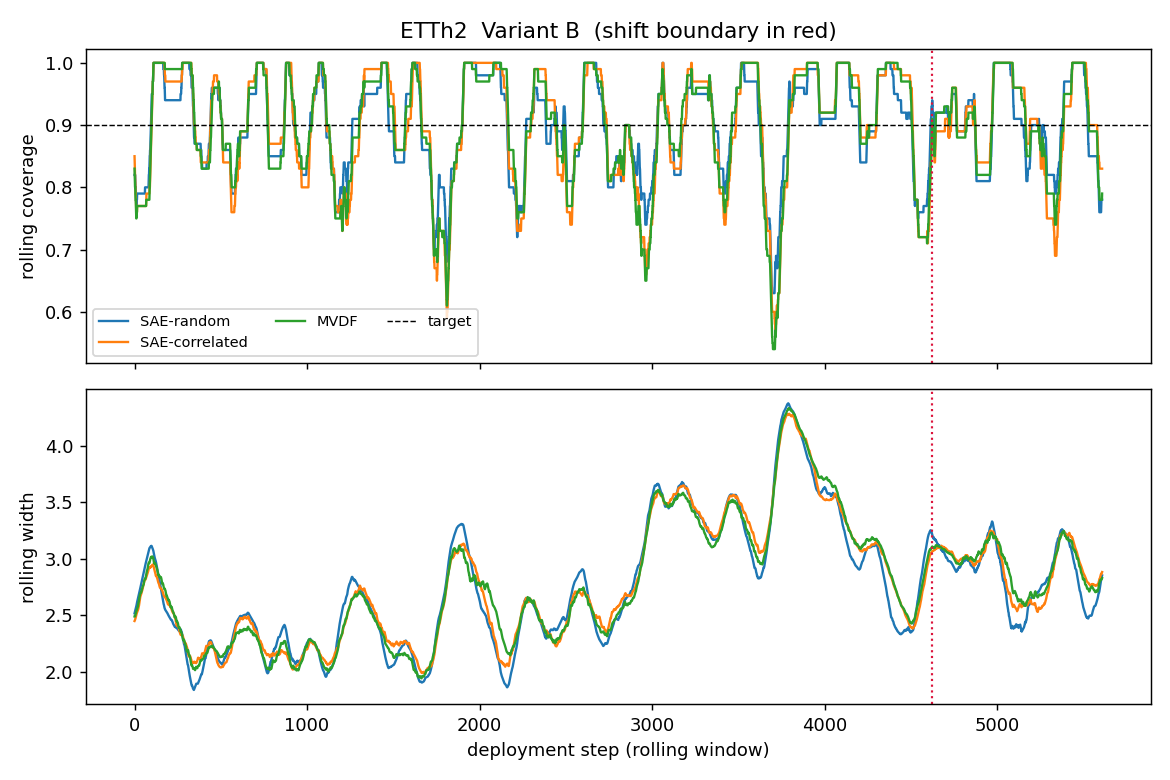 ETTh2  Variant B  (shift boundary in red)
1.0
0.9
0.8
0.7
0.6
rolling coverage
SAE-random
SAE-correlated
MVDF
target
4.0
3.5
3.0
2.5
2.0
rolling width
0 1000 2000 3000 4000 5000
deployment step (rolling window)